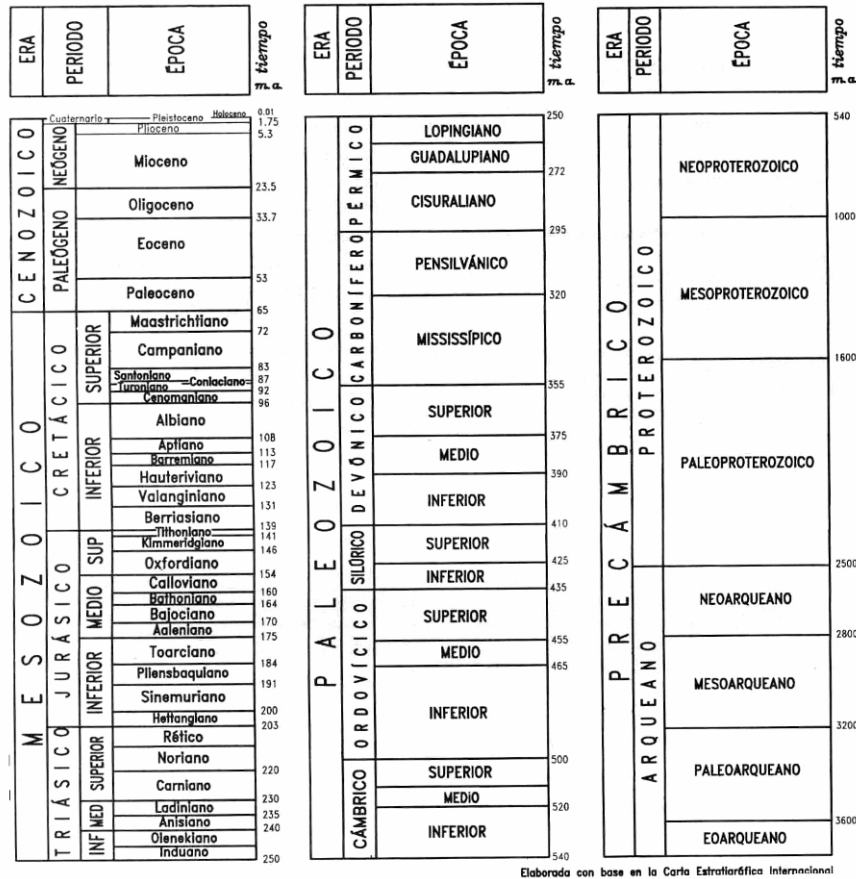 ERA PERIODO ÉPOCA tiempo m.a.
CENOZOICO
Cuaternario Pleistoceno Holoceno 0.01
1.75
NEÓGENO
Plioceno
5.3
Mioceno
23.5
PALEÓGENO
Oligoceno
33.7
Eoceno
53
Paleoceno
65
MESOZOICO
CRETÁCICO
SUPERIOR
Maastrichtiano
72
Campaniano
83
Santoniano
Coniaciano 87
Turoniano
92
Cenomaniano
96
INFERIOR
Albiano
108
Aptiano
113
Barremiano
117
Hauteriviano
123
Valanginiano
131
Berriasiano
139
JURÁSICO
SUP
Tithoniano
141
Kimmeridgiano
146
Oxfordiano
154
MEDIO
Calloviano
160
Bathoniano
164
Bajociano
170
Aaleniano
175
INFERIOR
Toarciano
184
Pliensbaquiano
191
Sinemuriano
200
Hettangiano
203
TRIÁSICO
SUPERIOR
Rético
Noriano
220
Carniano
230
MED
Ladiniano
235
Anisiano
240
INF
Olenekiano
Induano
250
ERA PERIODO ÉPOCA tiempo m.a.
PALEOZOICO
250
PÉRMICO
LOPINGIANO
GUADALUPIANO
272
CISURALIANO
295
CARBONÍFERO
PENSILVÁNICO
320
MISSISSÍPICO
355
DEVÓNICO
SUPERIOR
375
MEDIO
390
INFERIOR
410
SILÚRICO
SUPERIOR
425
INFERIOR
435
ORDOVÍCICO
SUPERIOR
455
MEDIO
465
INFERIOR
500
CÁMBRICO
SUPERIOR
MEDIO
520
INFERIOR
540
ERA PERIODO ÉPOCA tiempo m.a.
PRECÁMBRICO
540
PROTEROZOICO
NEOPROTEROZOICO
1000
MESOPROTEROZOICO
1600
PALEOPROTEROZOICO
2500
ARQUEANO
NEOARQUEANO
2800
MESOARQUEANO
3200
PALEOARQUEANO
3600
EOARQUEANO
Elaborada con base en la Carta Estratigráfica Internacional